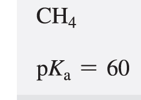 CH₄
pKₐ = 60